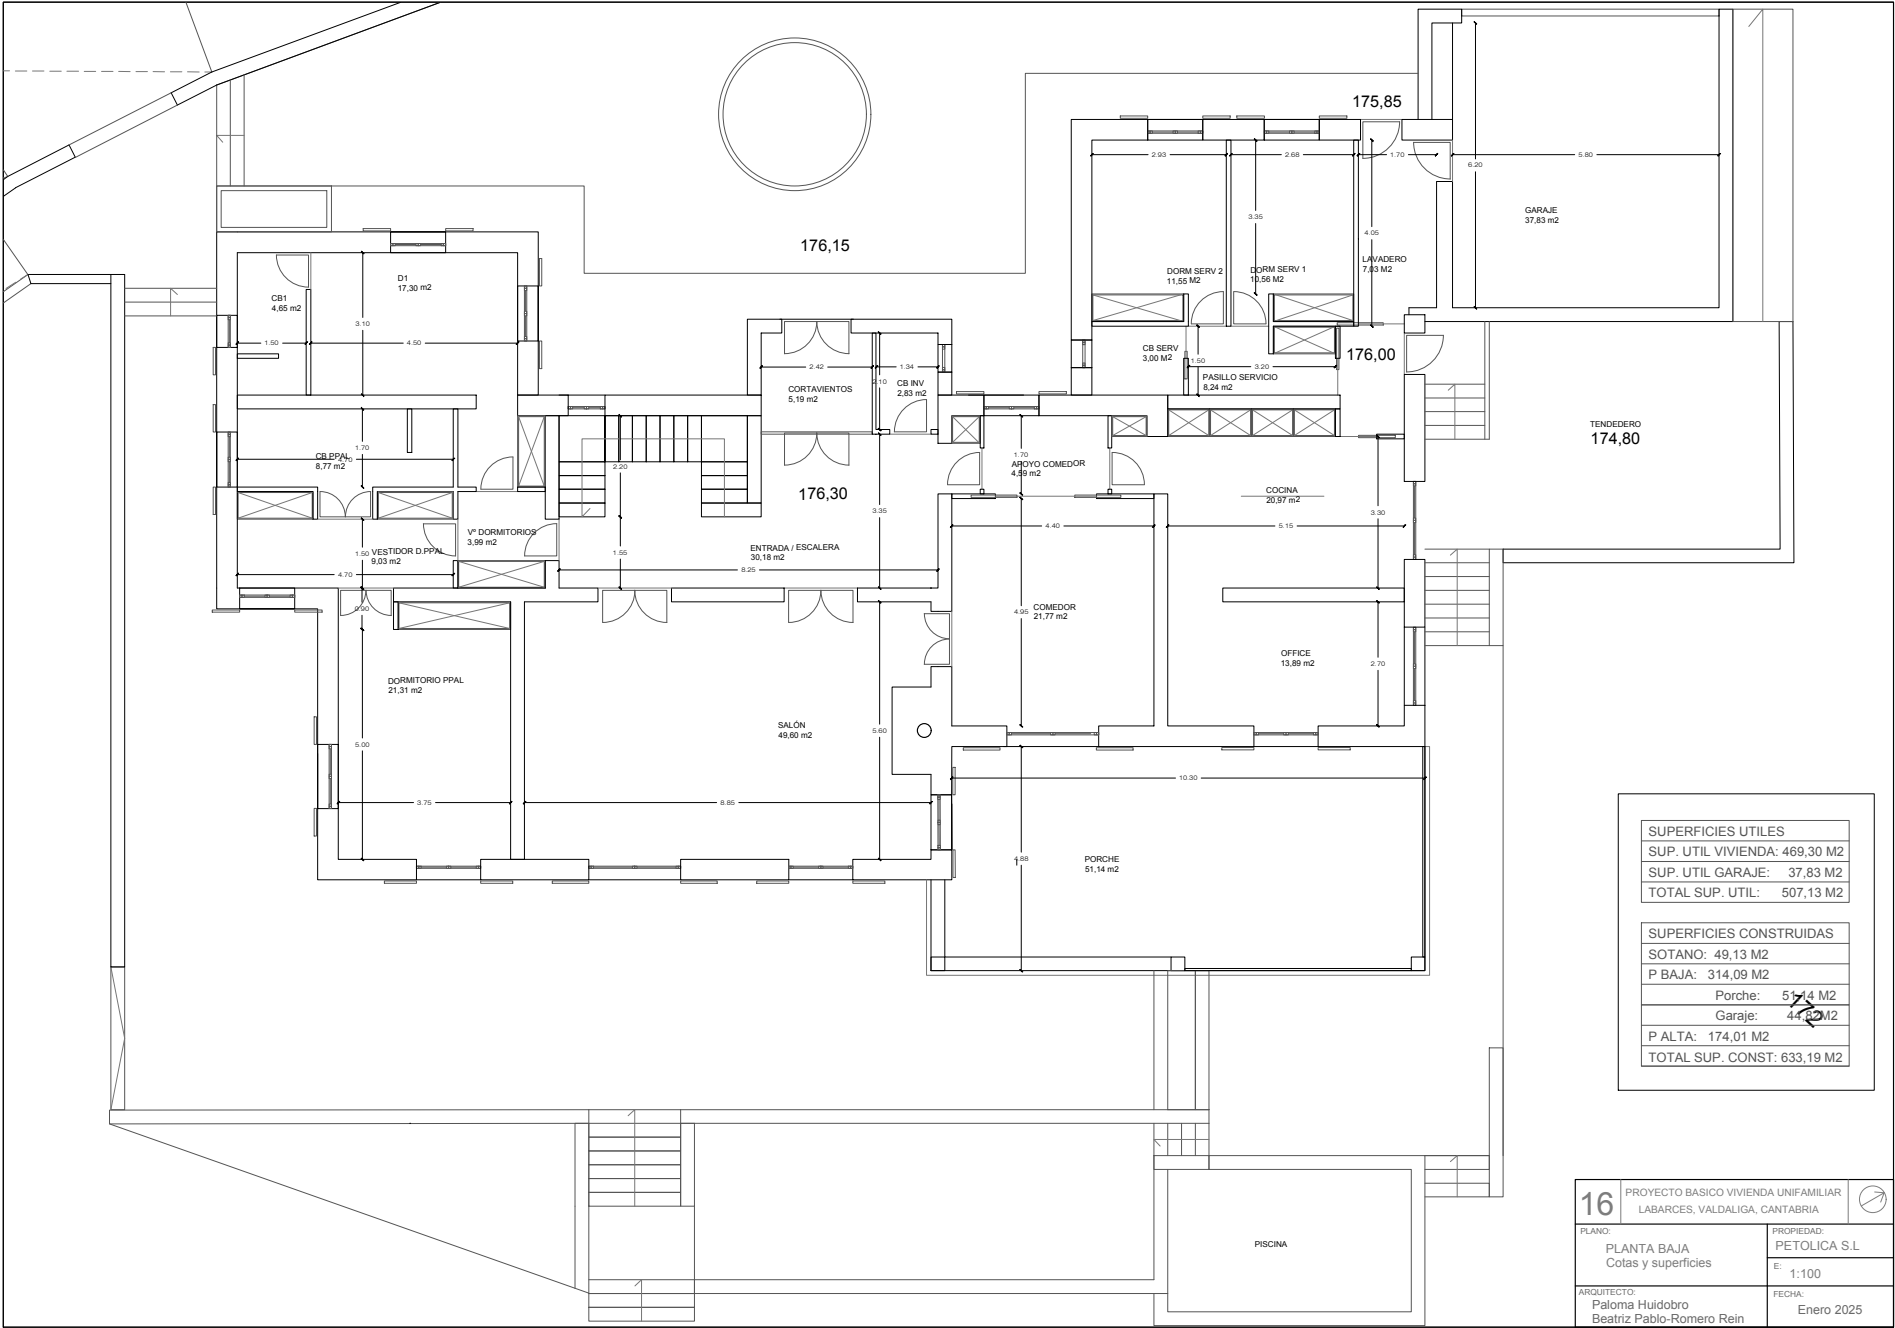 175,85
2.93
2.68
1.70
5.80
6.20
GARAJE
37,83 m2
3.35
4.05
176,15
LAVADERO
7,03 M2
DORM SERV 2
11,55 M2
DORM SERV 1
10,56 M2
D1
17,30 m2
CB1
4,65 m2
3.10
1.50
4.50
CB SERV
3,00 M2
1.50
3.20
176,00
PASILLO SERVICIO
8,24 m2
2.42
1.34
CORTAVIENTOS
5,19 m2
2.10
CB INV
2,83 m2
TENDEDERO
174,80
1.70
CB PPAL
4.70
8,77 m2
2.20
1.70
APOYO COMEDOR
4,59 m2
176,30
COCINA
20,97 m2
3.35
3.30
4.40
5.15
Vº DORMITORIOS
3,99 m2
1.50
VESTIDOR D.PPAL
9,03 m2
4.70
1.55
ENTRADA / ESCALERA
30,18 m2
8.25
0.90
4.95
COMEDOR
21,77 m2
OFFICE
13,89 m2
2.70
DORMITORIO PPAL
21,31 m2
SALÓN
49,60 m2
5.60
5.00
10.30
3.75
8.85
4.88
PORCHE
51,14 m2
SUPERFICIES UTILES
SUP. UTIL VIVIENDA: 469,30 M2
SUP. UTIL GARAJE: 37,83 M2
TOTAL SUP. UTIL: 507,13 M2
SUPERFICIES CONSTRUIDAS
SOTANO: 49,13 M2
P BAJA: 314,09 M2
Porche: 51,14 M2
172
Garaje: 44,82M2
P ALTA: 174,01 M2
TOTAL SUP. CONST: 633,19 M2
PISCINA
16
PROYECTO BASICO VIVIENDA UNIFAMILIAR
LABARCES, VALDALIGA, CANTABRIA
PLANO:
PLANTA BAJA
Cotas y superficies
PROPIEDAD:
PETOLICA S.L
E:
1:100
ARQUITECTO:
Paloma Huidobro
Beatriz Pablo-Romero Rein
FECHA:
Enero 2025